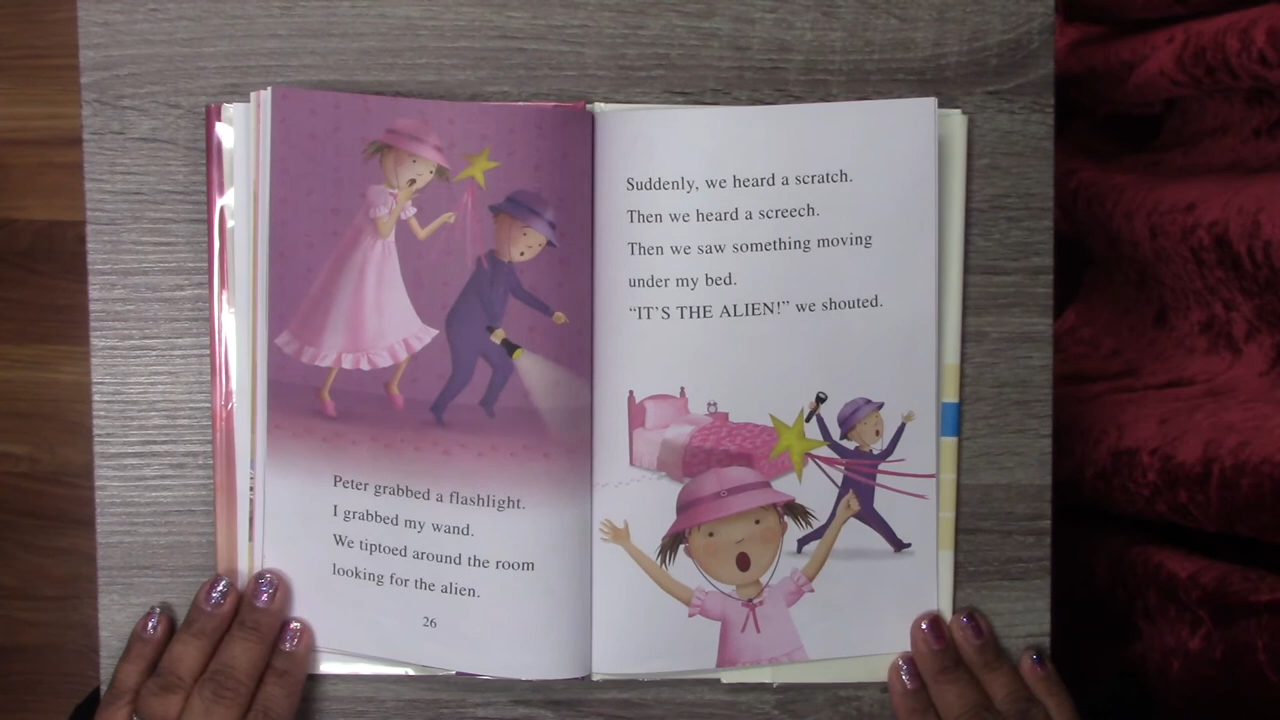 Peter grabbed a flashlight.
I grabbed my wand.
We tiptoed around the room
looking for the alien.
26
Suddenly, we heard a scratch.
Then we heard a screech.
Then we saw something moving
under my bed.
“IT’S THE ALIEN!” we shouted.